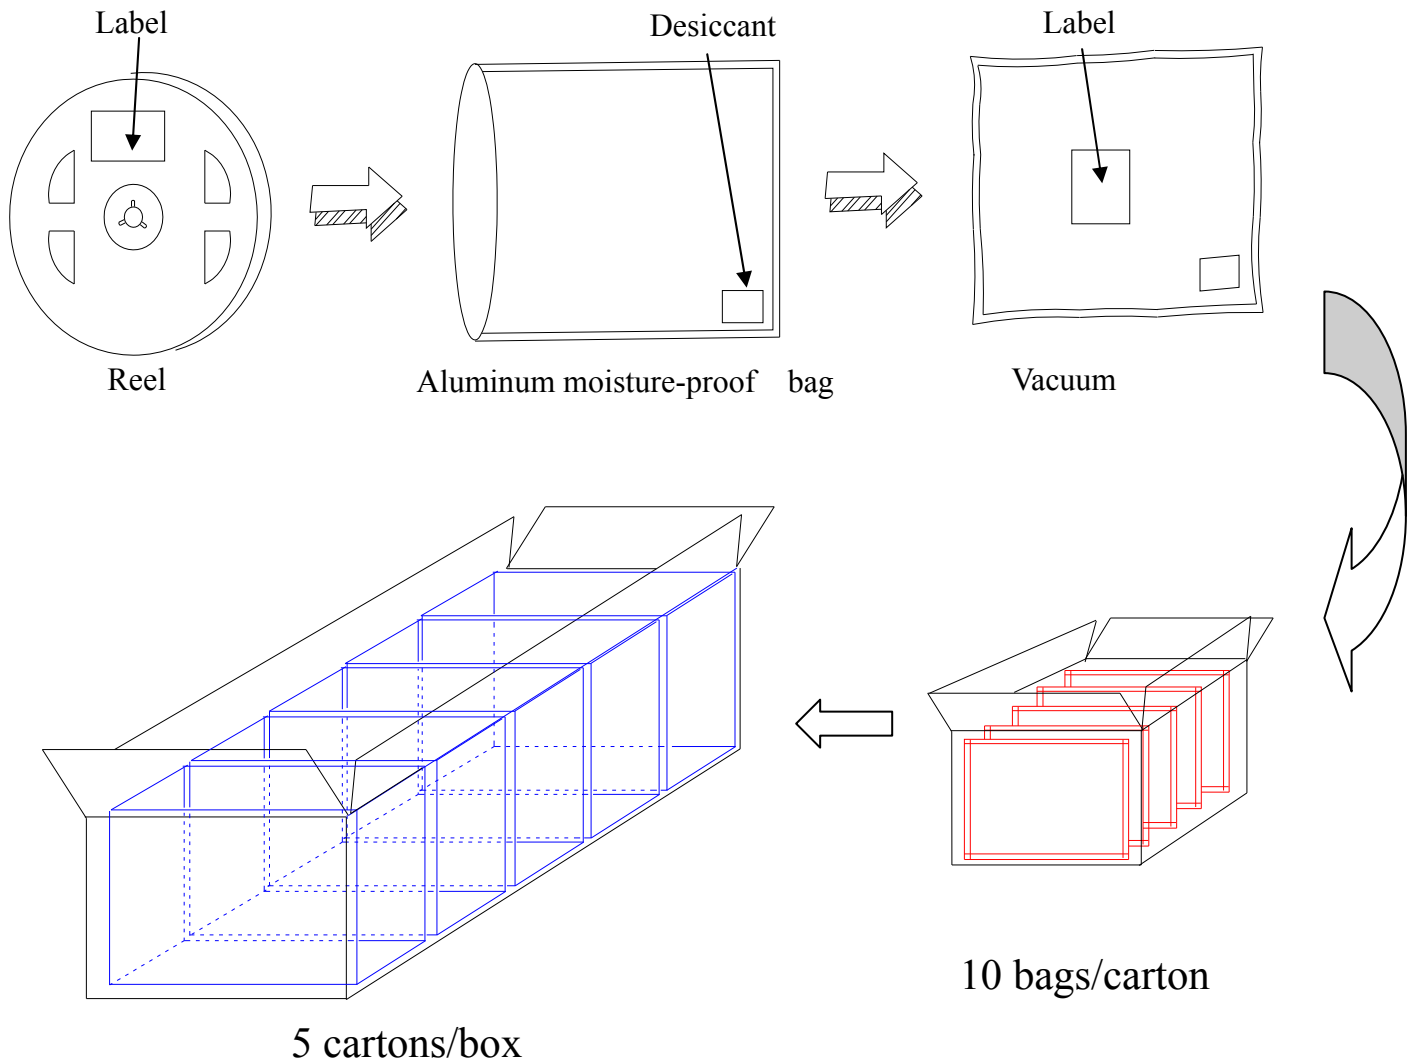 Label
Desiccant
Label
Reel
Aluminum moisture-proof bag
Vacuum
10 bags/carton
5 cartons/box